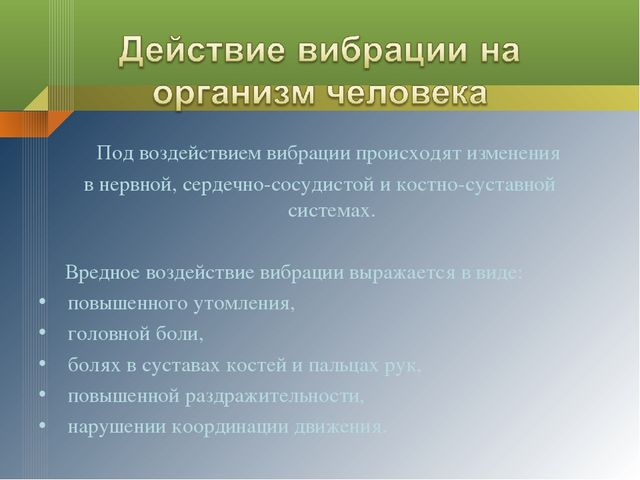 Действие вибрации на
организм человека
Под воздействием вибрации происходят изменения
в нервной, сердечно-сосудистой и костно-суставной
системах.
Вредное воздействие вибрации выражается в виде:
• повышенного утомления,
• головной боли,
• болях в суставах костей и пальцах рук,
• повышенной раздражительности,
• нарушении координации движения.